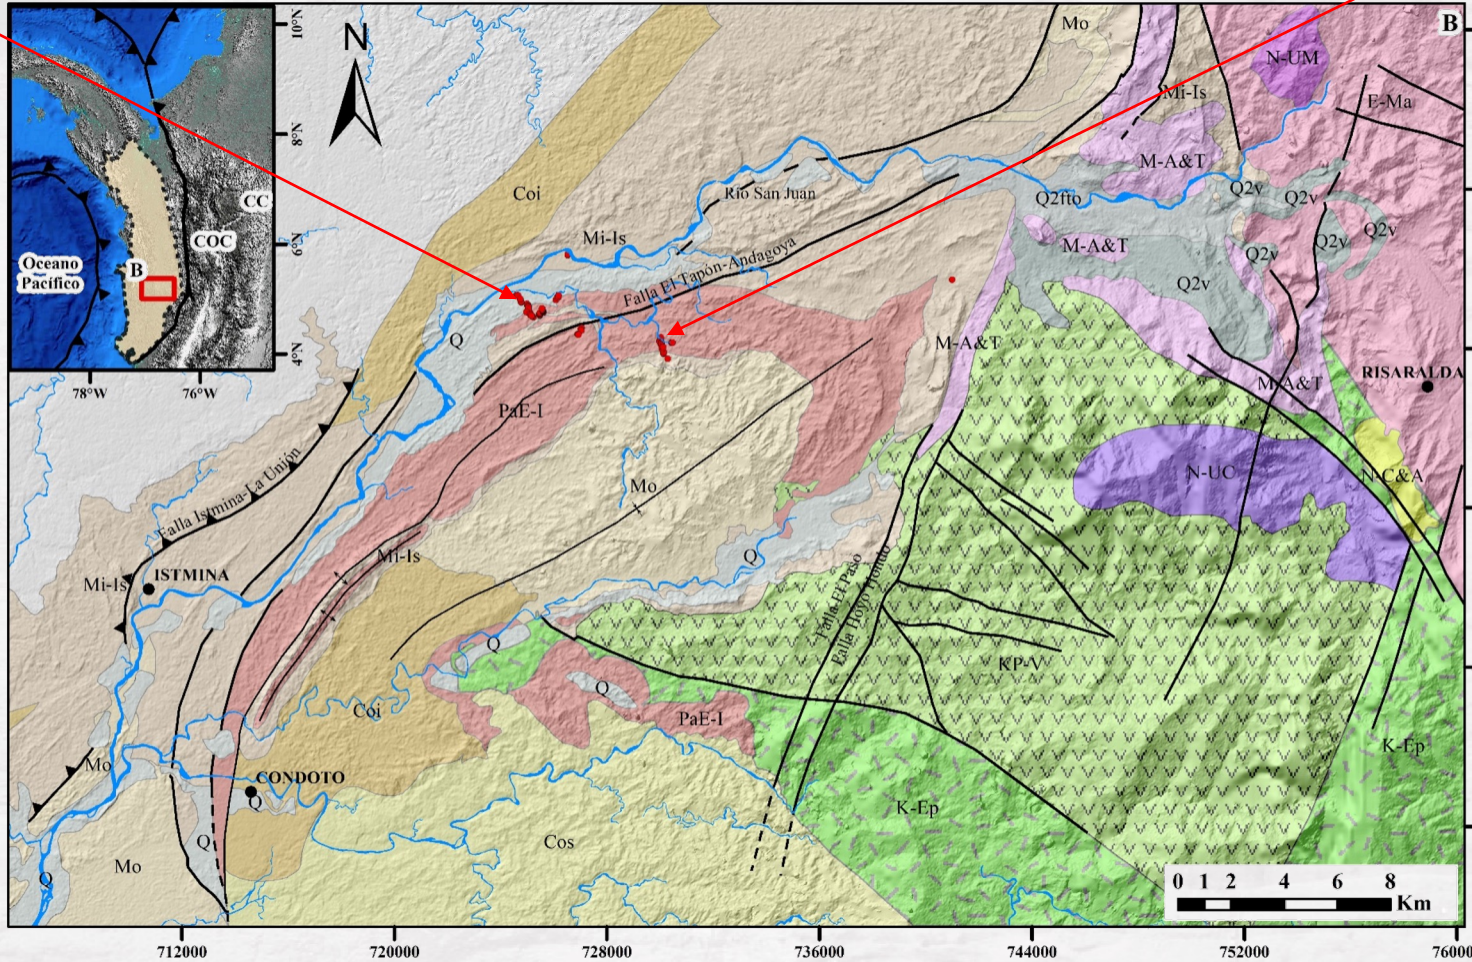 B
N
10°N
8°N
6°N
4°N
78°W
76°W
CC
COC
B
Oceano
Pacífico
Mo
N-UM
Mi-Is
E-Ma
M-A&T
Coi
Rio San Juan
Q2fto
Q2v
Q2v
Q2v
Q2v
Q2v
Q2v
Mi-Is
M-A&T
Falla El Tapón-Andagoya
Q
M-A&T
M-A&T
RISARALDA
PaE-I
Falla Istmina-La Unión
Mo
N-UC
N-C&A
Mi-Is
Q
Mi-Is
ISTMINA
Falla El Paso
Falla Hoyo Hondo
Q
KP-V
Q
Coi
PaE-I
Mo
CONDOTO
Q
K-Ep
K-Ep
Q
Cos
Mo
Q
0 1 2 4 6 8
Km
712000
720000
728000
736000
744000
752000
76000